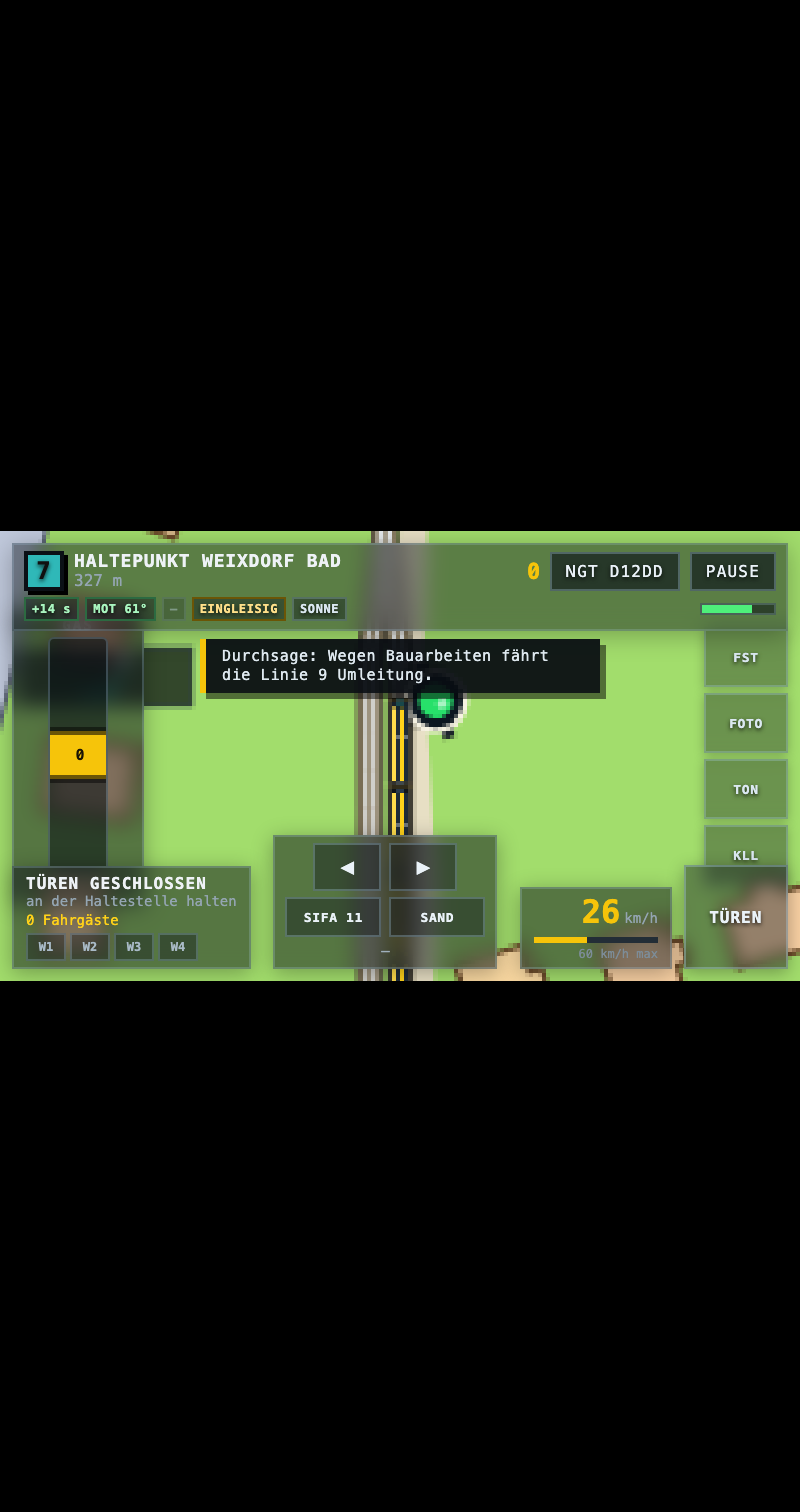 7
HALTEPUNKT WEIXDORF BAD
327 m
0
NGT D12DD
PAUSE
+14 s
MOT 61°
–
EINGLEISIG
SONNE
Durchsage: Wegen Bauarbeiten fährt
die Linie 9 Umleitung.
FST
FOTO
TON
KLL
0
◀
▶
SIFA 11
SAND
–
TÜREN GESCHLOSSEN
an der Haltestelle halten
0 Fahrgäste
W1
W2
W3
W4
26 km/h
60 km/h max
TÜREN